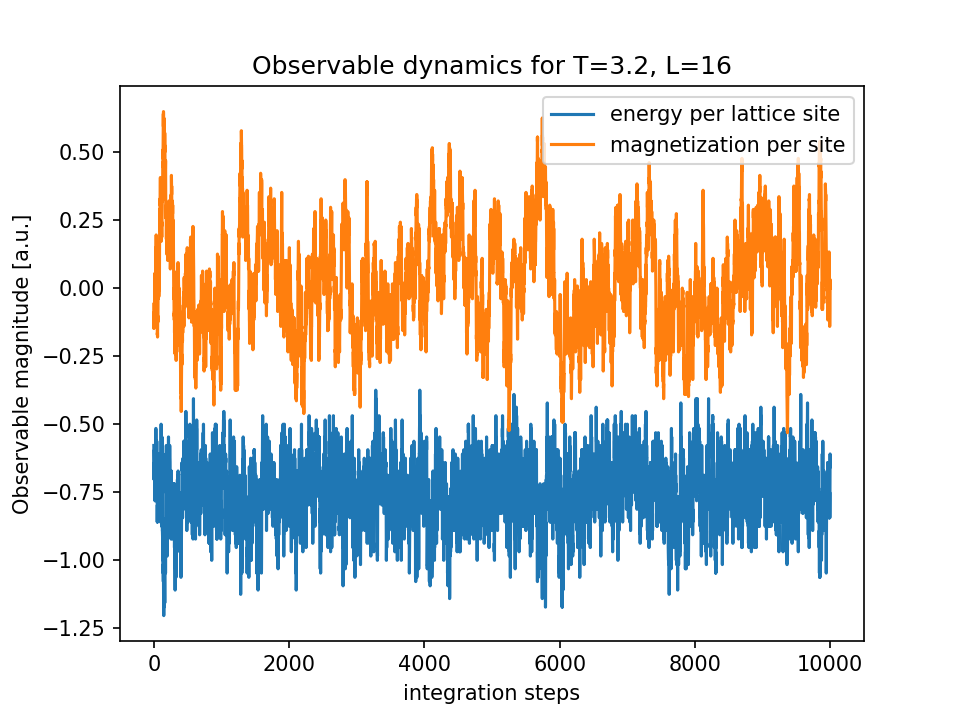 Observable dynamics for T=3.2, L=16
energy per lattice site
magnetization per site
Observable magnitude [a.u.]
0.50
0.25
0.00
−0.25
−0.50
−0.75
−1.00
−1.25
0 2000 4000 6000 8000 10000
integration steps